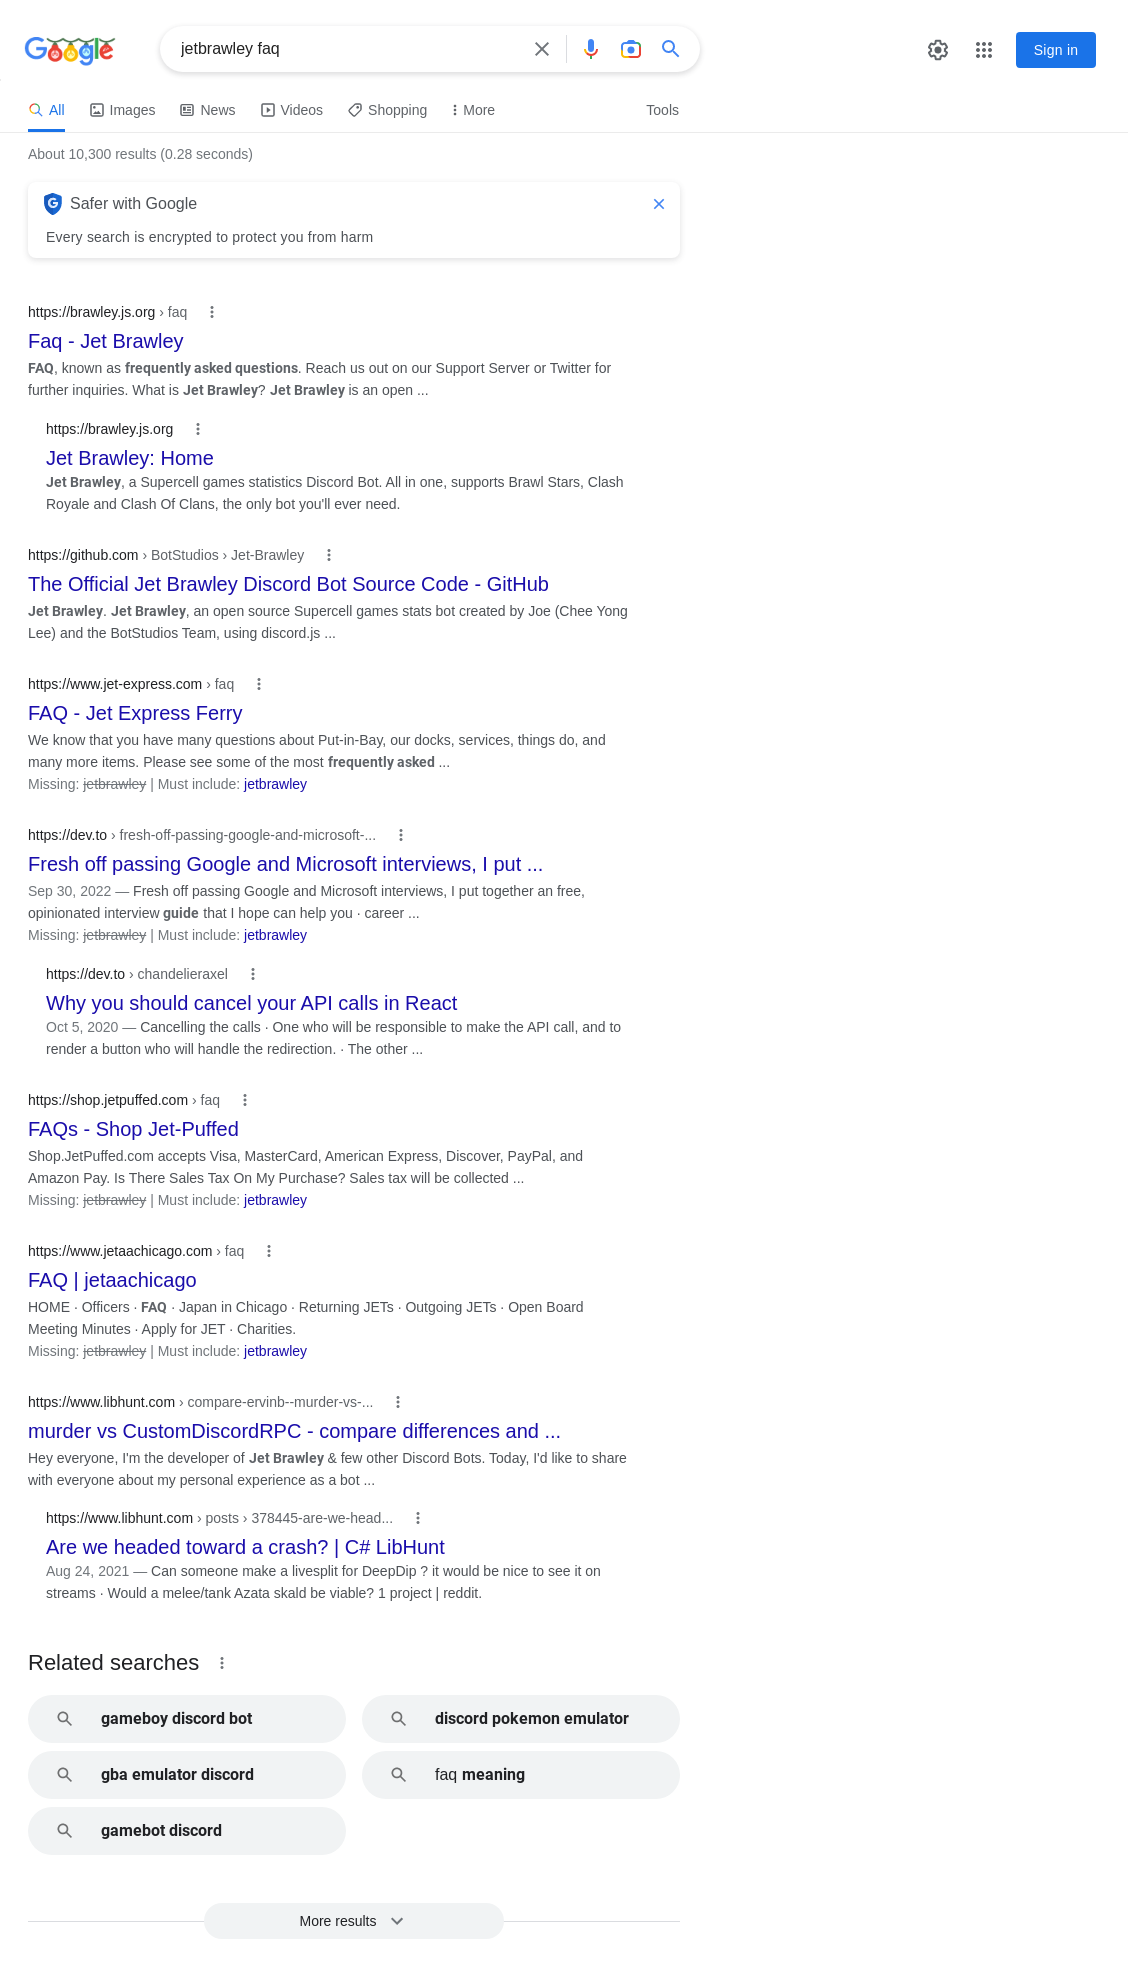 Google
jetbrawley faq
Sign in
All
Images
News
Videos
Shopping
More
Tools
About 10,300 results (0.28 seconds)
G Safer with Google
Every search is encrypted to protect you from harm
https://brawley.js.org › faq
Faq - Jet Brawley
FAQ, known as frequently asked questions. Reach us out on our Support Server or Twitter for
further inquiries. What is Jet Brawley? Jet Brawley is an open ...
https://brawley.js.org
Jet Brawley: Home
Jet Brawley, a Supercell games statistics Discord Bot. All in one, supports Brawl Stars, Clash
Royale and Clash Of Clans, the only bot you'll ever need.
https://github.com › BotStudios › Jet-Brawley
The Official Jet Brawley Discord Bot Source Code - GitHub
Jet Brawley. Jet Brawley, an open source Supercell games stats bot created by Joe (Chee Yong
Lee) and the BotStudios Team, using discord.js ...
https://www.jet-express.com › faq
FAQ - Jet Express Ferry
We know that you have many questions about Put-in-Bay, our docks, services, things do, and
many more items. Please see some of the most frequently asked ...
Missing: jetbrawley | Must include: jetbrawley
https://dev.to › fresh-off-passing-google-and-microsoft-...
Fresh off passing Google and Microsoft interviews, I put ...
Sep 30, 2022 — Fresh off passing Google and Microsoft interviews, I put together an free,
opinionated interview guide that I hope can help you · career ...
Missing: jetbrawley | Must include: jetbrawley
https://dev.to › chandelieraxel
Why you should cancel your API calls in React
Oct 5, 2020 — Cancelling the calls · One who will be responsible to make the API call, and to
render a button who will handle the redirection. · The other ...
https://shop.jetpuffed.com › faq
FAQs - Shop Jet-Puffed
Shop.JetPuffed.com accepts Visa, MasterCard, American Express, Discover, PayPal, and
Amazon Pay. Is There Sales Tax On My Purchase? Sales tax will be collected ...
Missing: jetbrawley | Must include: jetbrawley
https://www.jetaachicago.com › faq
FAQ | jetaachicago
HOME · Officers · FAQ · Japan in Chicago · Returning JETs · Outgoing JETs · Open Board
Meeting Minutes · Apply for JET · Charities.
Missing: jetbrawley | Must include: jetbrawley
https://www.libhunt.com › compare-ervinb--murder-vs-...
murder vs CustomDiscordRPC - compare differences and ...
Hey everyone, I'm the developer of Jet Brawley & few other Discord Bots. Today, I'd like to share
with everyone about my personal experience as a bot ...
https://www.libhunt.com › posts › 378445-are-we-head...
Are we headed toward a crash? | C# LibHunt
Aug 24, 2021 — Can someone make a livesplit for DeepDip ? it would be nice to see it on
streams · Would a melee/tank Azata skald be viable? 1 project | reddit.
Related searches
gameboy discord bot
discord pokemon emulator
gba emulator discord
faq meaning
gamebot discord
More results